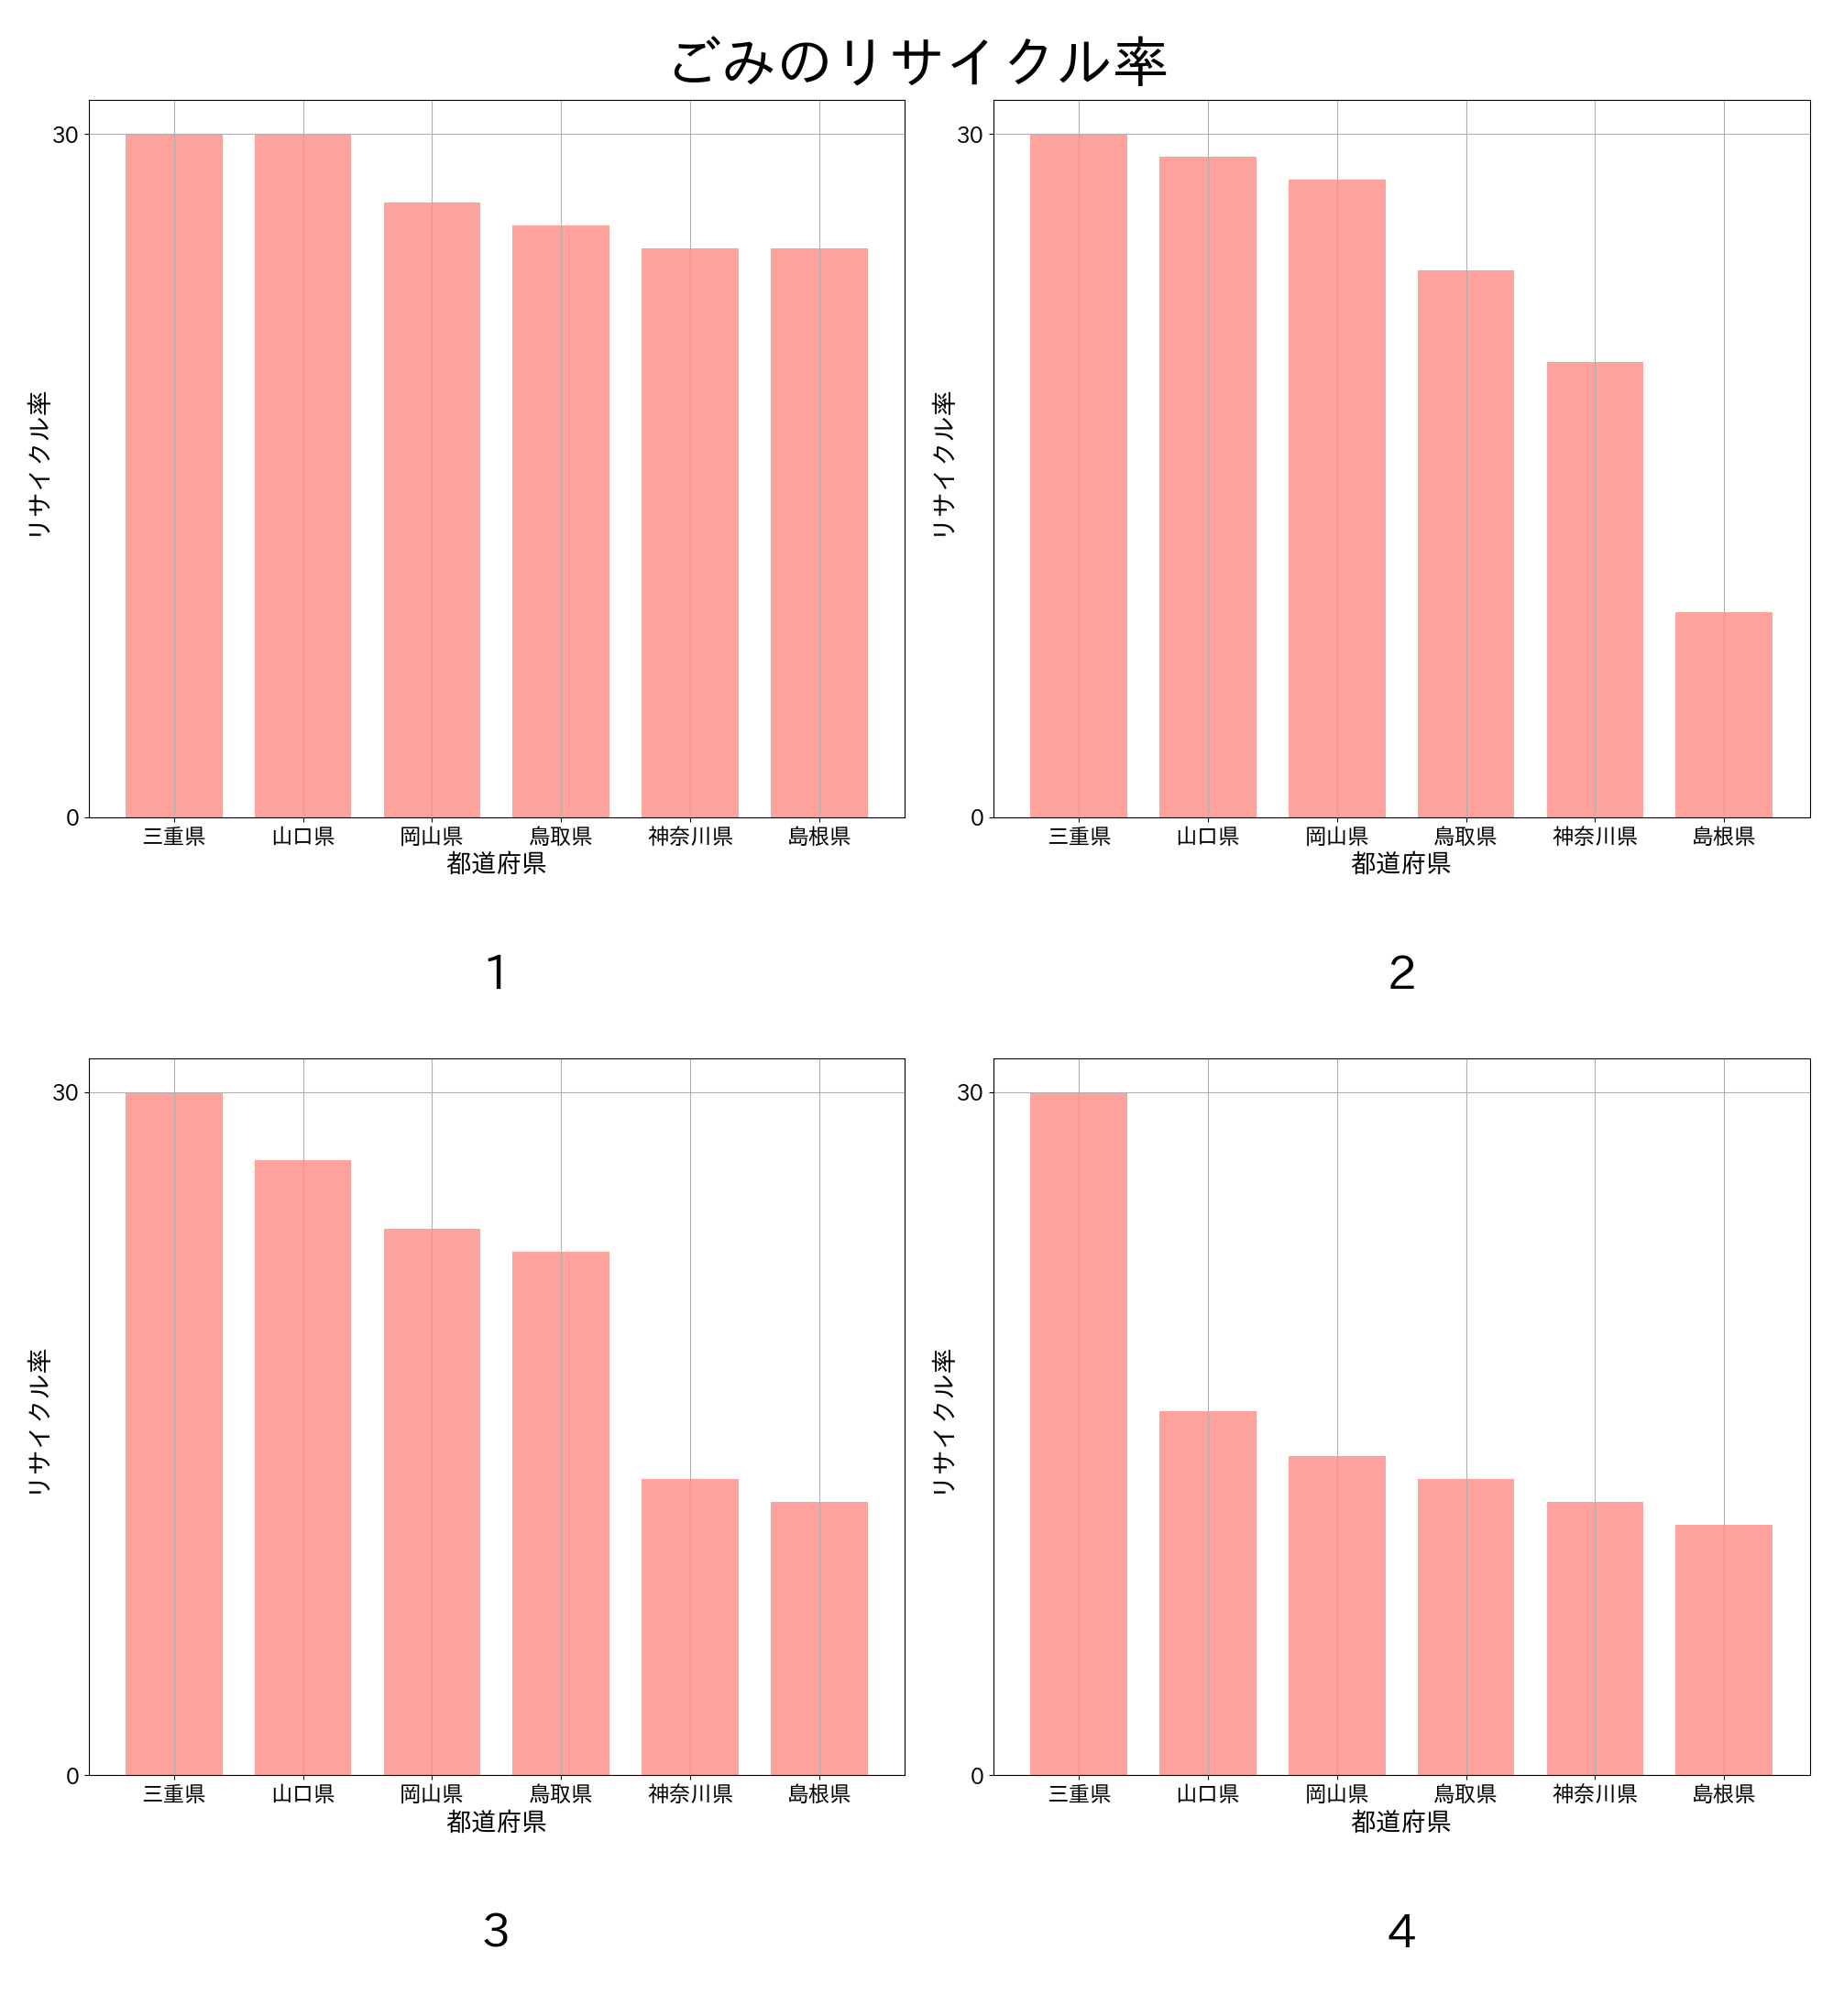 ごみのリサイクル率
30
0
リサイクル率
三重県 山口県 岡山県 鳥取県 神奈川県 島根県
都道府県
1
30
0
リサイクル率
三重県 山口県 岡山県 鳥取県 神奈川県 島根県
都道府県
2
30
0
リサイクル率
三重県 山口県 岡山県 鳥取県 神奈川県 島根県
都道府県
3
30
0
リサイクル率
三重県 山口県 岡山県 鳥取県 神奈川県 島根県
都道府県
4